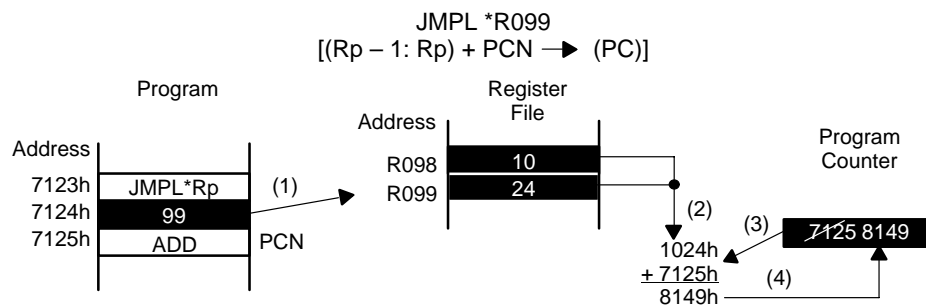 JMPL *R099
[(Rp – 1: Rp) + PCN → (PC)]
Program
Register
File
Address
Address
Program
Counter
7123h JMPL*Rp (1)
7124h 99
7125h ADD PCN
R098 10
R099 24
(2)
(3)
7125 8149
1024h
+ 7125h
(4)
8149h